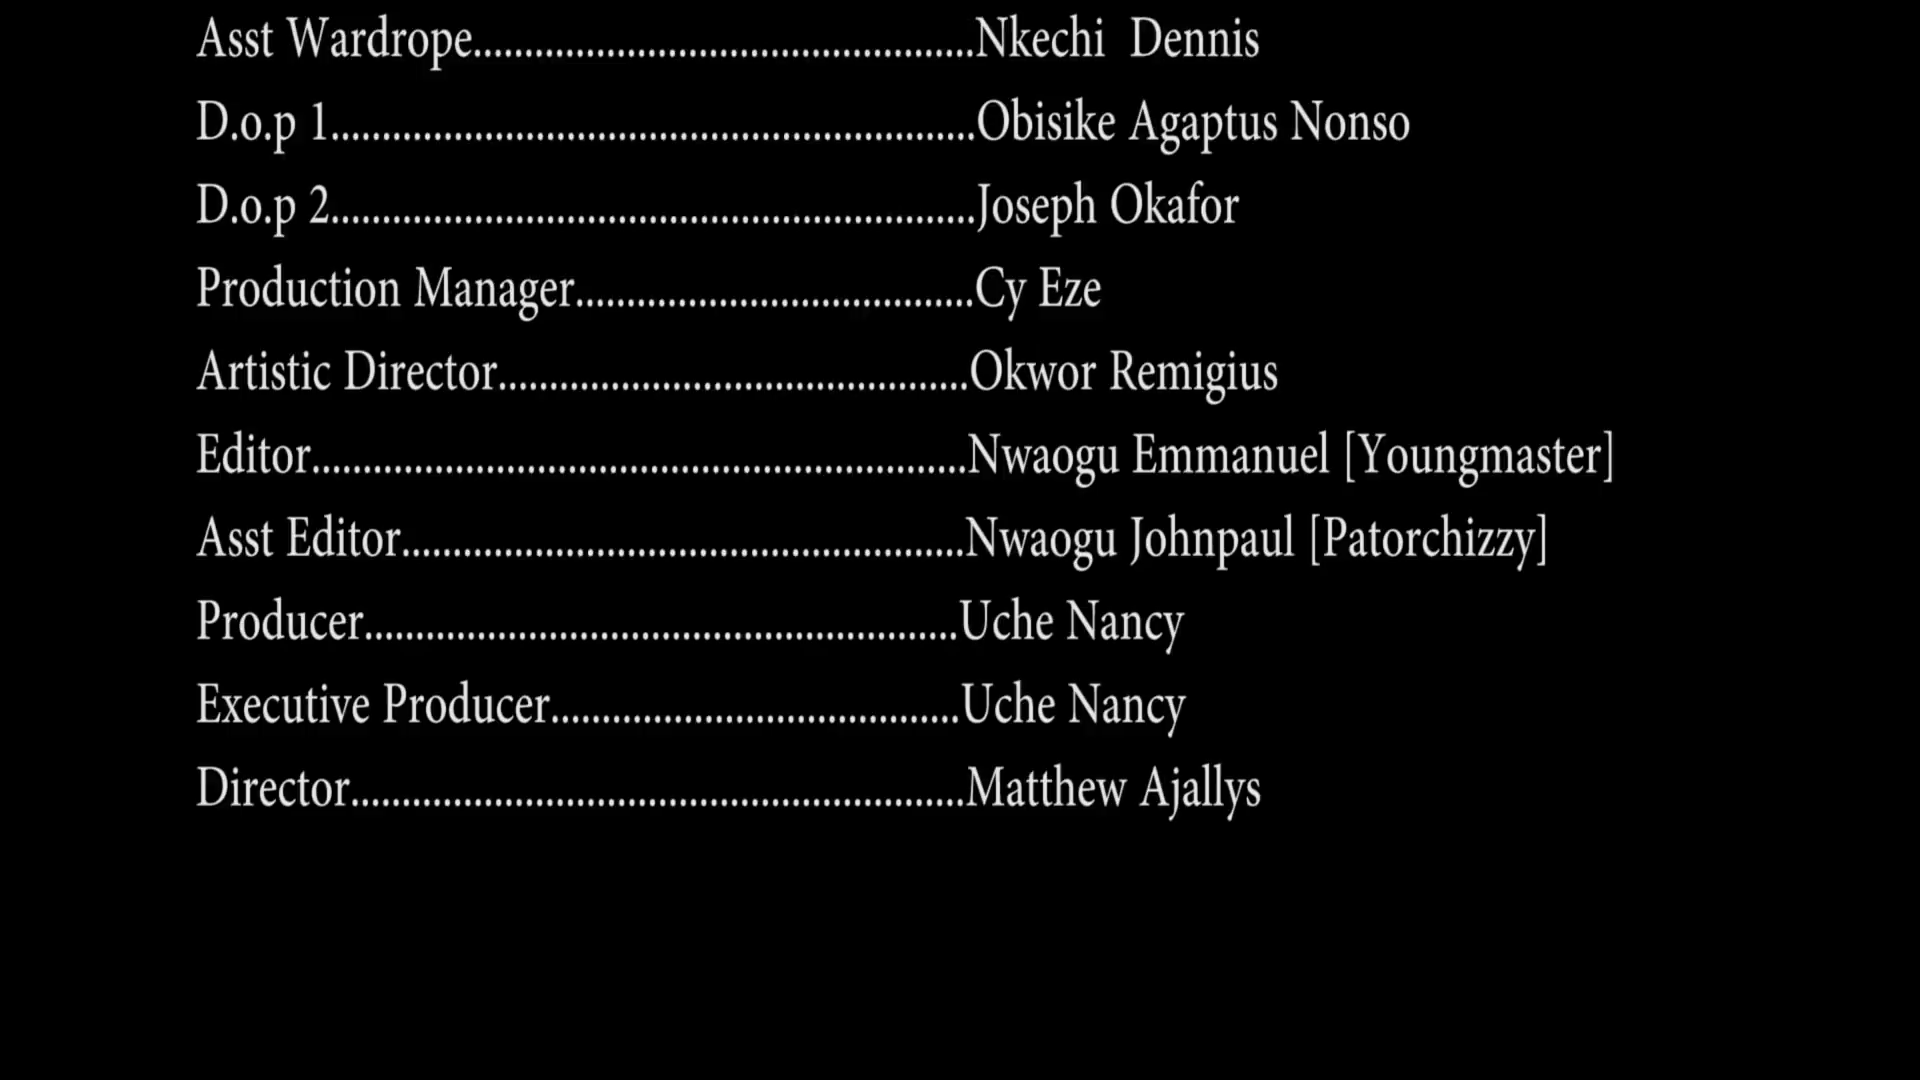 Asst Wardrope.................................................Nkechi  Dennis
D.o.p 1...............................................................Obisike Agaptus Nonso
D.o.p 2...............................................................Joseph Okafor
Production Manager.......................................Cy Eze
Artistic Director..............................................Okwor Remigius
Editor................................................................Nwaogu Emmanuel [Youngmaster]
Asst Editor.......................................................Nwaogu Johnpaul [Patorchizzy]
Producer..........................................................Uche Nancy
Executive Producer........................................Uche Nancy
Director............................................................Matthew Ajallys